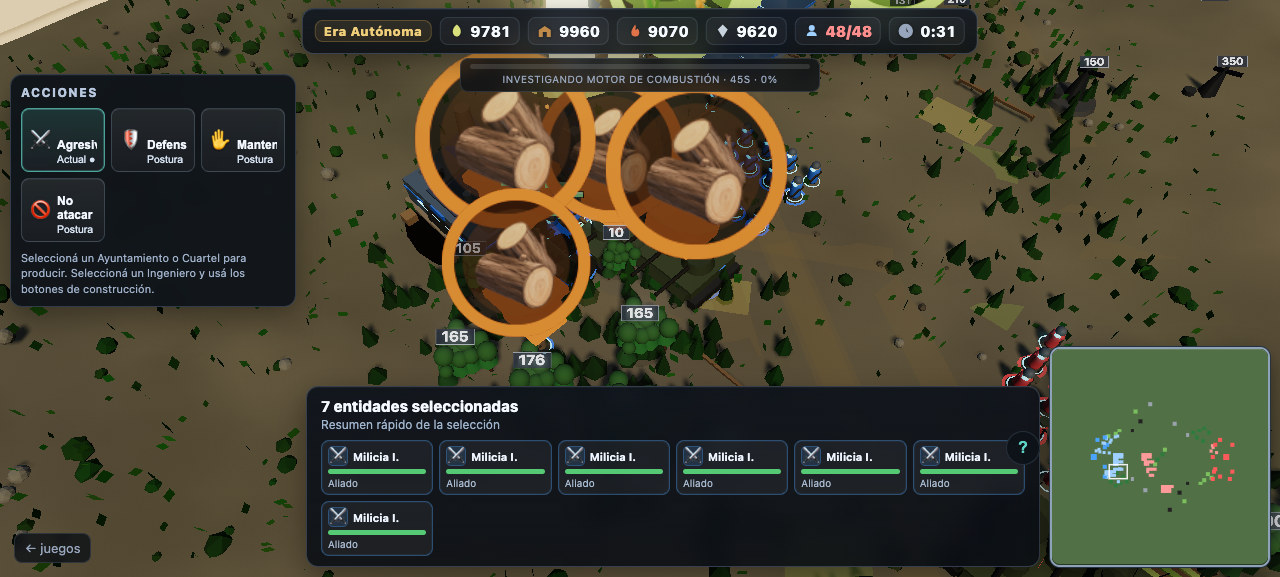 Era Autónoma
9781
9960
9070
9620
48/48
0:31
INVESTIGANDO MOTOR DE COMBUSTIÓN · 45S · 0%
ACCIONES
Agresiv
Actual
Defens
Postura
Manten
Postura
No atacar
Postura
Seleccioná un Ayuntamiento o Cuartel para
producir. Seleccioná un Ingeniero y usá los
botones de construcción.
160
350
105
10
165
165
176
7 entidades seleccionadas
Resumen rápido de la selección
?
Milicia I.
Aliado
Milicia I.
Aliado
Milicia I.
Aliado
Milicia I.
Aliado
Milicia I.
Aliado
Milicia I.
Aliado
Milicia I.
Aliado
← juegos